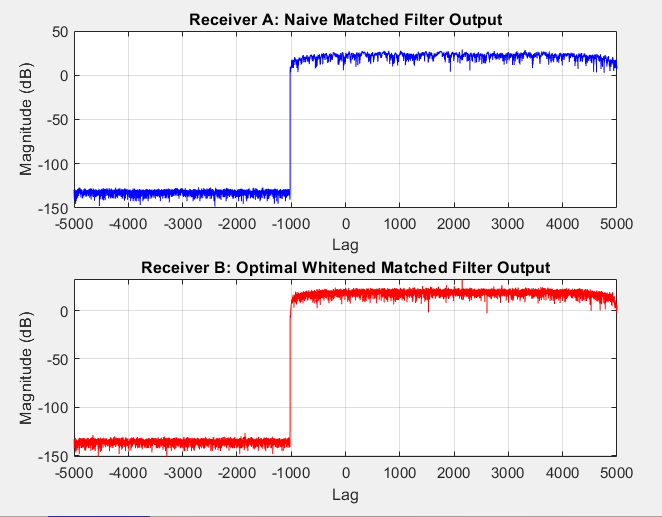 Receiver A: Naive Matched Filter Output
Magnitude (dB)
50
0
-50
-100
-150
-5000 -4000 -3000 -2000 -1000 0 1000 2000 3000 4000 5000
Lag
Receiver B: Optimal Whitened Matched Filter Output
Magnitude (dB)
0
-50
-100
-150
-5000 -4000 -3000 -2000 -1000 0 1000 2000 3000 4000 5000
Lag